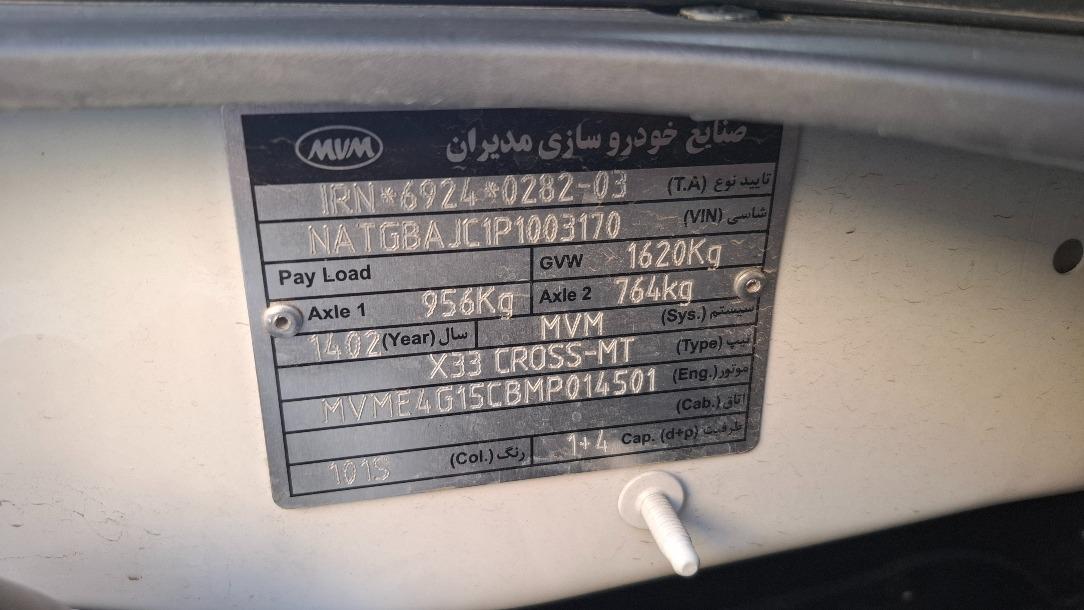 MVM صنایع خودرو سازی مدیران
IRN*6924*0282-03 تایید نوع (T.A)
NATGBAJC1P1003170 شاسی (VIN)
Pay Load GVW 1620Kg
Axle 1 956Kg Axle 2 764kg
1402 سال (Year) MVM سیستم (Sys.)
X33 CROSS-MT تیپ (Type)
MVME4G15CBMP014501 موتور (Eng.)
اتاق (Cab.)
101S رنگ (Col.) 1+4 ظرفیت Cap. (d+p)